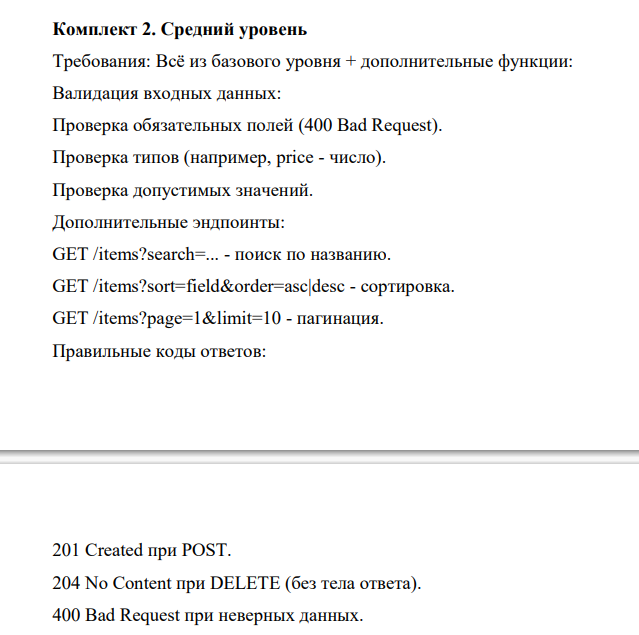 Комплект 2. Средний уровень
Требования: Всё из базового уровня + дополнительные функции:
Валидация входных данных:
Проверка обязательных полей (400 Bad Request).
Проверка типов (например, price - число).
Проверка допустимых значений.
Дополнительные эндпоинты:
GET /items?search=... - поиск по названию.
GET /items?sort=field&order=asc|desc - сортировка.
GET /items?page=1&limit=10 - пагинация.
Правильные коды ответов:
201 Created при POST.
204 No Content при DELETE (без тела ответа).
400 Bad Request при неверных данных.